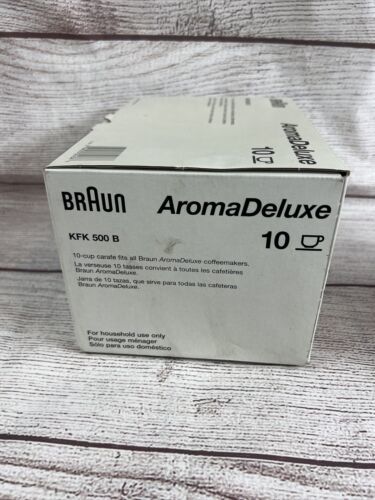 AromaDeluxe
10
BRAUN
AromaDeluxe
KFK 500 B
10
10-cup carafe fits all Braun AromaDeluxe coffeemakers.
La verseuse 10 tasses convient à toutes les cafetières
Braun AromaDeluxe.
Jarra de 10 tazas, que sirve para todas las cafeteras
Braun AromaDeluxe.
For household use only
Pour usage ménager
Sólo para uso doméstico